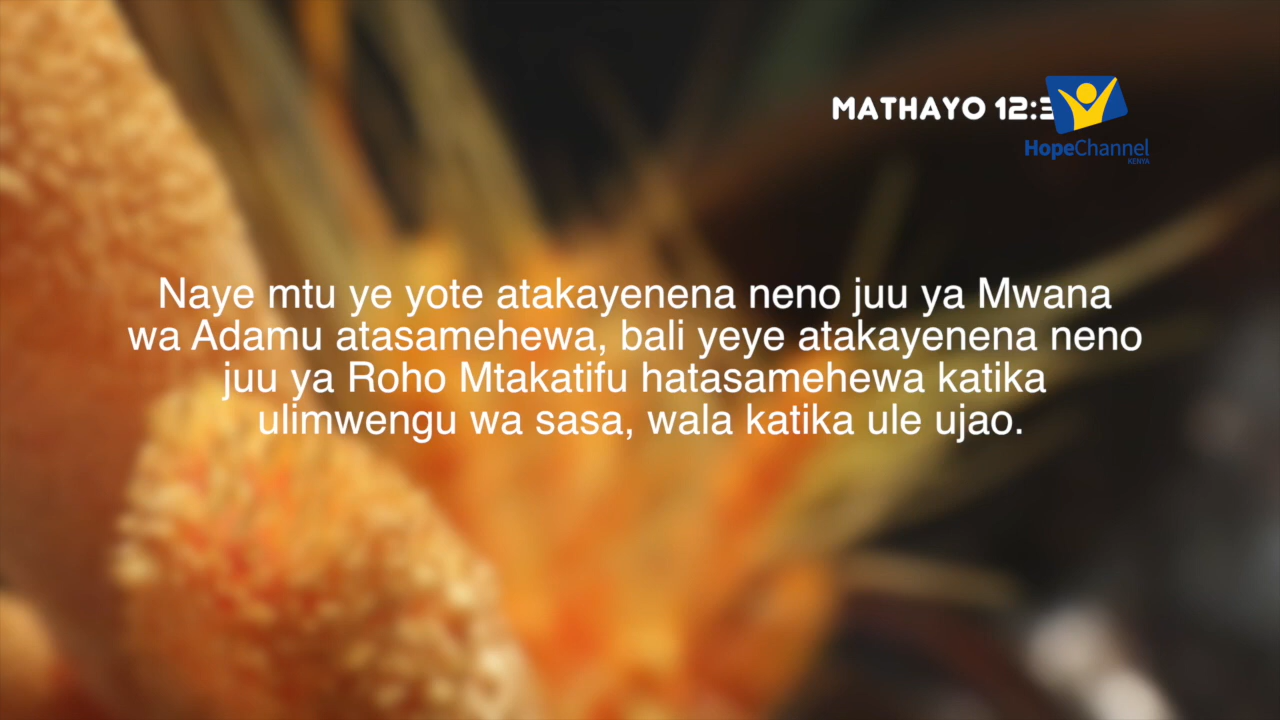 MATHAYO 12:3
HopeChannel
KENYA
Naye mtu ye yote atakayenena neno juu ya Mwana
wa Adamu atasamehewa, bali yeye atakayenena neno
juu ya Roho Mtakatifu hatasamehewa katika
ulimwengu wa sasa, wala katika ule ujao.